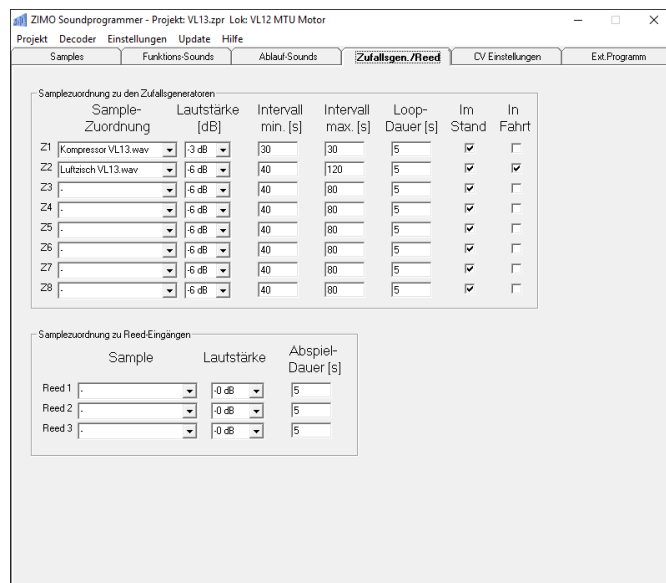 ZIMO Soundprogrammer - Projekt: VL13.zpr Lok: VL12 MTU Motor
Projekt Decoder Einstellungen Update Hilfe
Samples Funktions-Sounds Ablauf-Sounds Zufallsgen./Reed CV Einstellungen Ext.Programm
Samplezuordnung zu den Zufallsgeneratoren
Sample- Lautstärke Intervall Intervall Loop- Im In
Zuordnung [dB] min. [s] max. [s] Dauer [s] Stand Fahrt
Z1 Kompressor VL13.wav -3 dB 30 30 5
Z2 Luftzisch VL13.wav -6 dB 40 120 5
Z3 - -6 dB 40 80 5
Z4 - -6 dB 40 80 5
Z5 - -6 dB 40 80 5
Z6 - -6 dB 40 80 5
Z7 - -6 dB 40 80 5
Z8 - -6 dB 40 80 5
Samplezuordnung zu Reed-Eingängen
Sample Lautstärke Abspiel-
Dauer [s]
Reed 1 - -0 dB 5
Reed 2 - -0 dB 5
Reed 3 - -0 dB 5